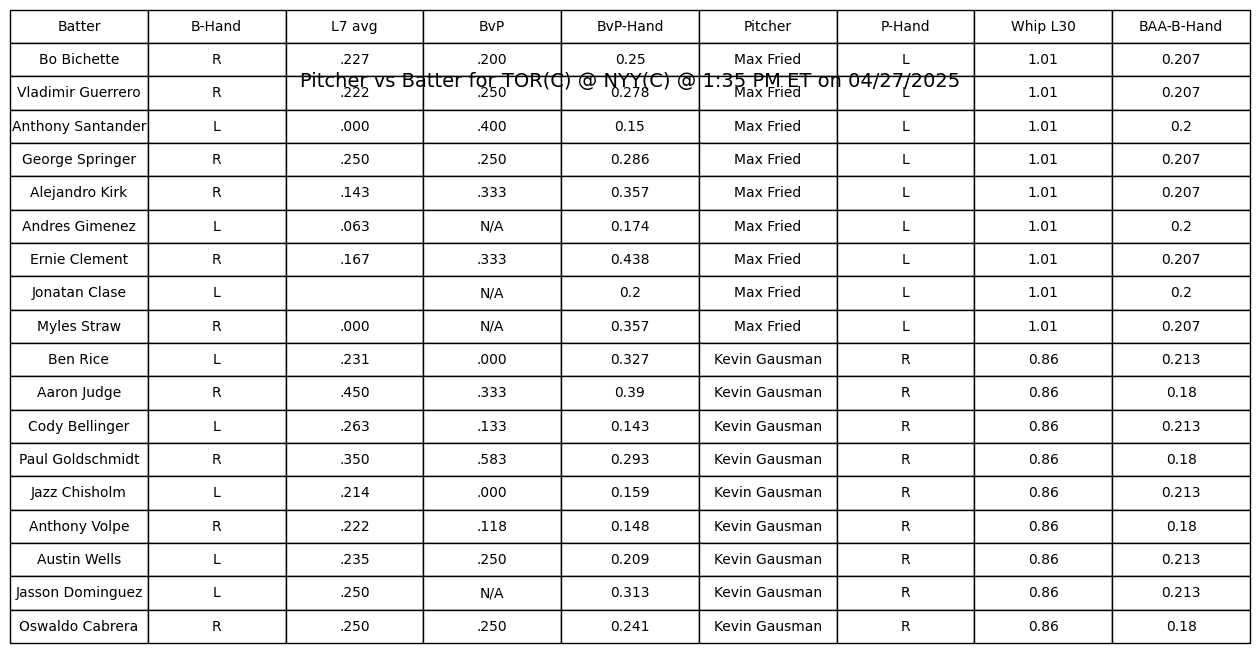 Batter B-Hand L7 avg BvP BvP-Hand Pitcher P-Hand Whip L30 BAA-B-Hand
Bo Bichette R .227 .200 0.25 Max Fried L 1.01 0.207
Pitcher vs Batter for TOR(C) @ NYY(C) @ 1:35 PM ET on 04/27/2025
Vladimir Guerrero R .222 .250 0.278 Max Fried L 1.01 0.207
Anthony Santander L .000 .400 0.15 Max Fried L 1.01 0.2
George Springer R .250 .250 0.286 Max Fried L 1.01 0.207
Alejandro Kirk R .143 .333 0.357 Max Fried L 1.01 0.207
Andres Gimenez L .063 N/A 0.174 Max Fried L 1.01 0.2
Ernie Clement R .167 .333 0.438 Max Fried L 1.01 0.207
Jonatan Clase L N/A 0.2 Max Fried L 1.01 0.2
Myles Straw R .000 N/A 0.357 Max Fried L 1.01 0.207
Ben Rice L .231 .000 0.327 Kevin Gausman R 0.86 0.213
Aaron Judge R .450 .333 0.39 Kevin Gausman R 0.86 0.18
Cody Bellinger L .263 .133 0.143 Kevin Gausman R 0.86 0.213
Paul Goldschmidt R .350 .583 0.293 Kevin Gausman R 0.86 0.18
Jazz Chisholm L .214 .000 0.159 Kevin Gausman R 0.86 0.213
Anthony Volpe R .222 .118 0.148 Kevin Gausman R 0.86 0.18
Austin Wells L .235 .250 0.209 Kevin Gausman R 0.86 0.213
Jasson Dominguez L .250 N/A 0.313 Kevin Gausman R 0.86 0.213
Oswaldo Cabrera R .250 .250 0.241 Kevin Gausman R 0.86 0.18